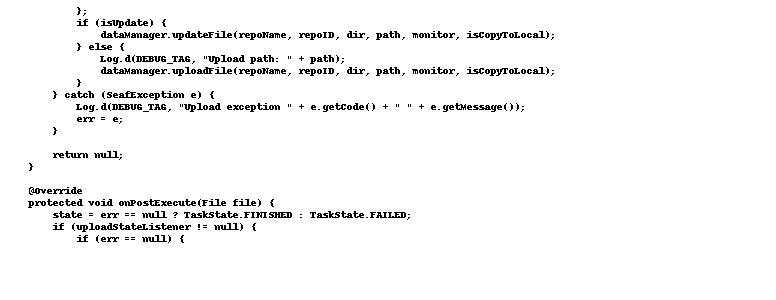 };
        if (isUpdate) {
            dataManager.updateFile(repoName, repoID, dir, path, monitor, isCopyToLocal);
        } else {
            Log.d(DEBUG_TAG, "Upload path: " + path);
            dataManager.uploadFile(repoName, repoID, dir, path, monitor, isCopyToLocal);
        }
    } catch (SeafException e) {
        Log.d(DEBUG_TAG, "Upload exception " + e.getCode() + " " + e.getMessage());
        err = e;
    }

    return null;
}

@Override
protected void onPostExecute(File file) {
    state = err == null ? TaskState.FINISHED : TaskState.FAILED;
    if (uploadStateListener != null) {
        if (err == null) {